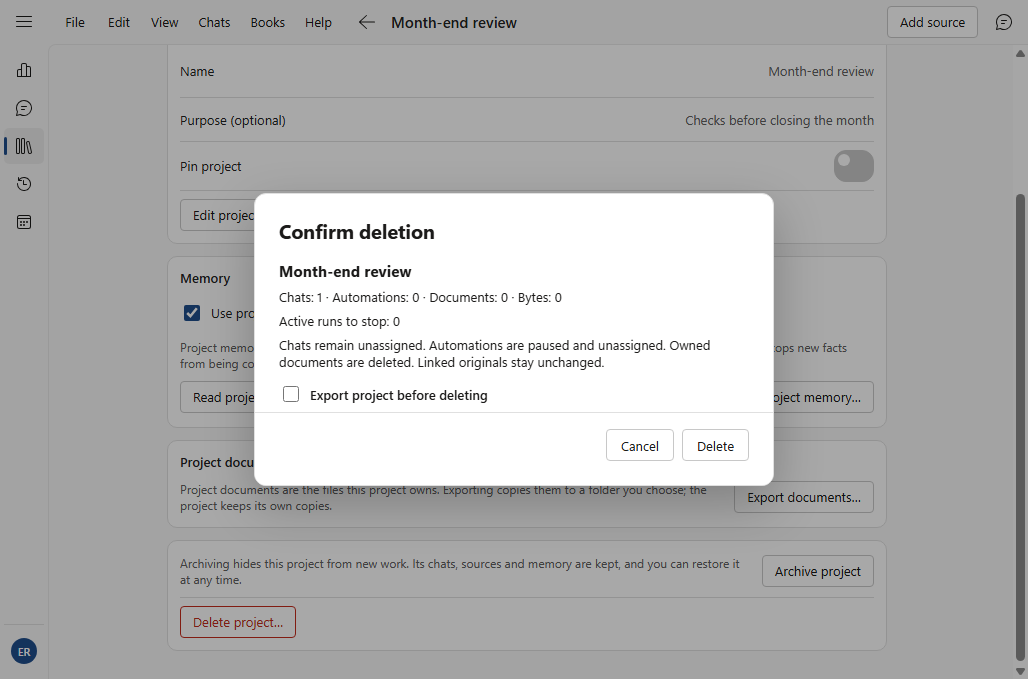 File Edit View Chats Books Help Month-end review Add source
Name Month-end review
Purpose (optional) Checks before closing the month
Pin project
Edit projec
Confirm deletion
Month-end review
Chats: 1 · Automations: 0 · Documents: 0 · Bytes: 0
Active runs to stop: 0
Chats remain unassigned. Automations are paused and unassigned. Owned
documents are deleted. Linked originals stay unchanged.
Export project before deleting
Cancel Delete
Memory
Use pro
Project memo ops new facts
from being co
Read proje oject memory...
Project docu
Project documents are the files this project owns. Exporting copies them to a folder you choose; the
project keeps its own copies.
Export documents...
Archiving hides this project from new work. Its chats, sources and memory are kept, and you can restore it
at any time.
Archive project
Delete project...
ER